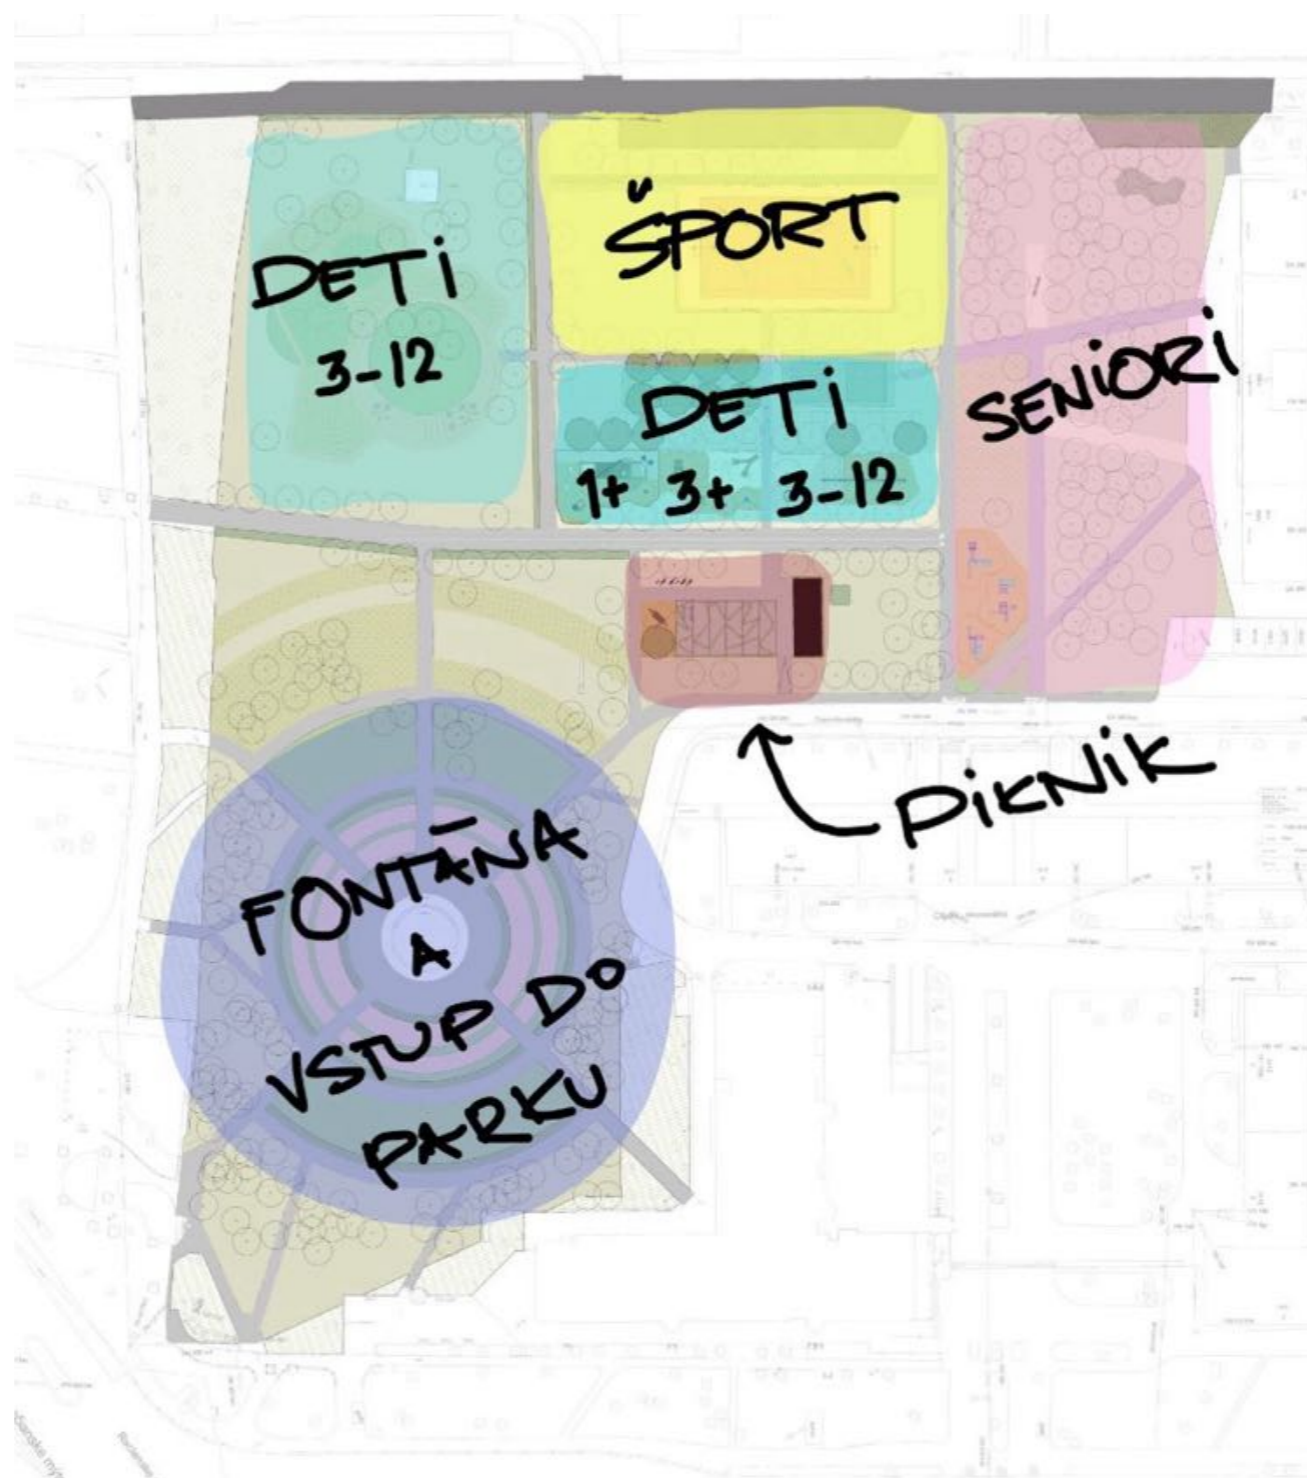 ŠPORT
DETi
3-12
DETi
1+ 3+ 3-12
SENiORi
PiKNiK
FONTÁNA
A
VSTUP DO
PARKU